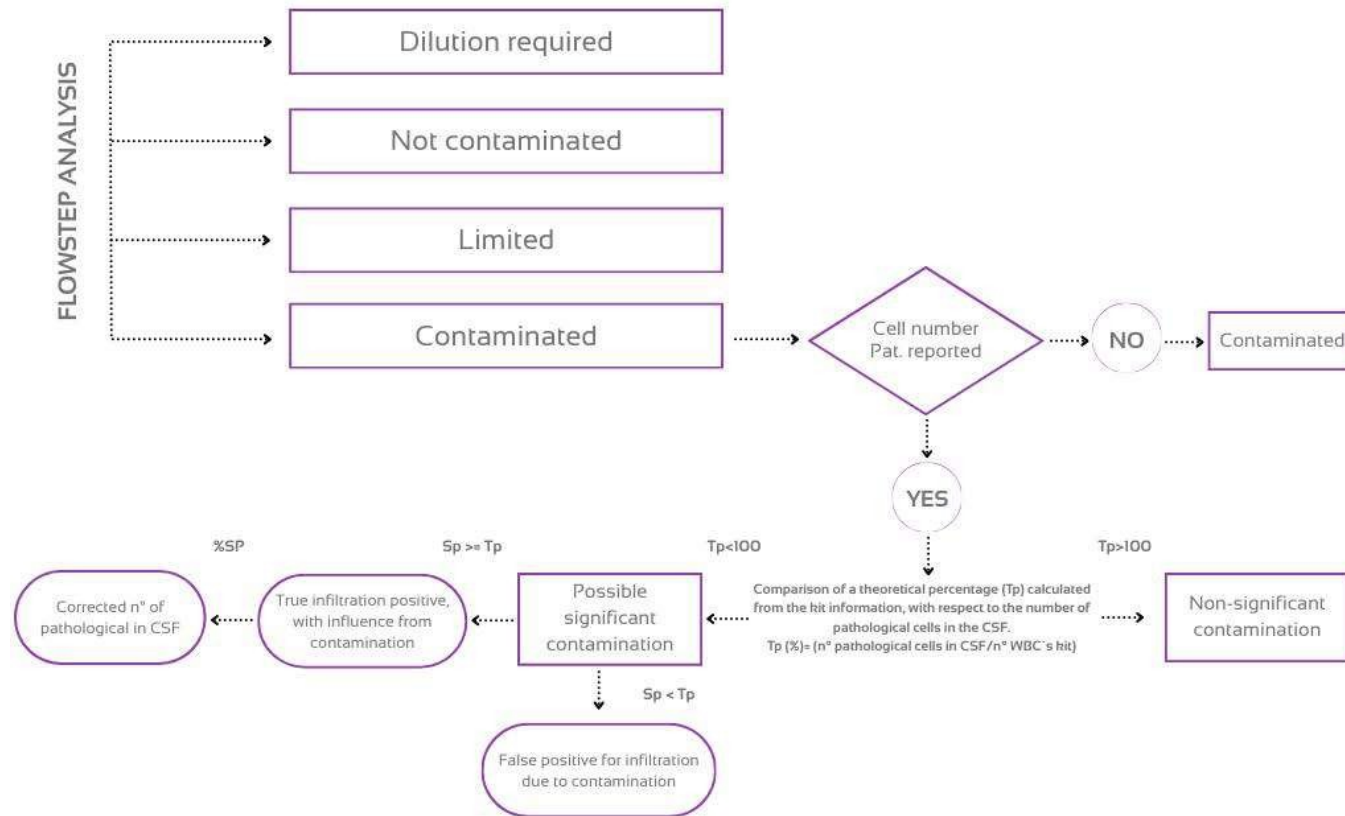 FLOWSTEP ANALYSIS
Dilution required
Not contaminated
Limited
Contaminated
Cell number
Pat. reported
NO
Contaminated
YES
%SP
Sp >= Tp
Tp<100
Tp>100
Corrected n° of
pathological in CSF
True infiltration positive,
with influence from
contamination
Possible
significant
contamination
Comparison of a theoretical percentage (Tp) calculated
from the kit information, with respect to the number of
pathological cells in the CSF.
Tp (%)= (n° pathological cells in CSF/n° WBC`s kit)
Non-significant
contamination
Sp < Tp
False positive for infiltration
due to contamination